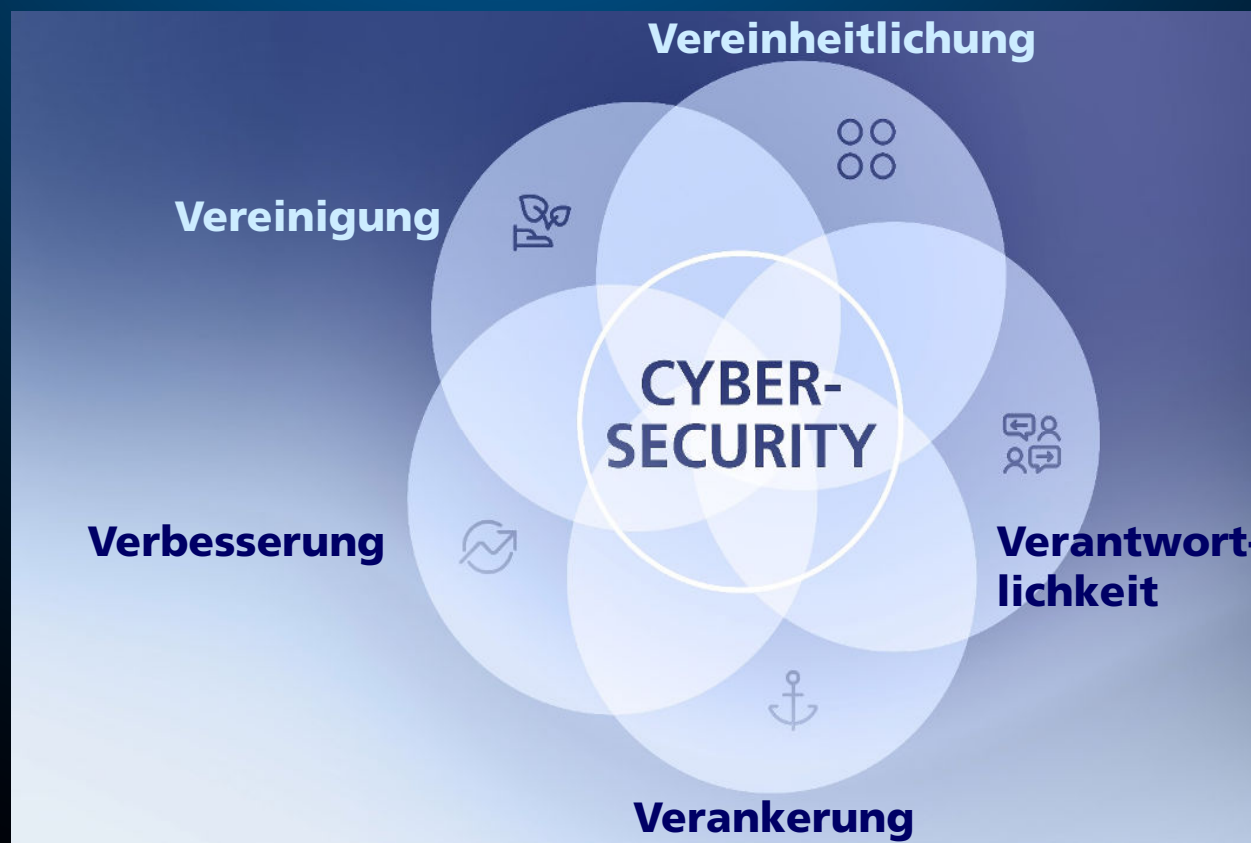 Vereinheitlichung
Vereinigung
CYBER-
SECURITY
Verbesserung
Verantwort-
lichkeit
Verankerung